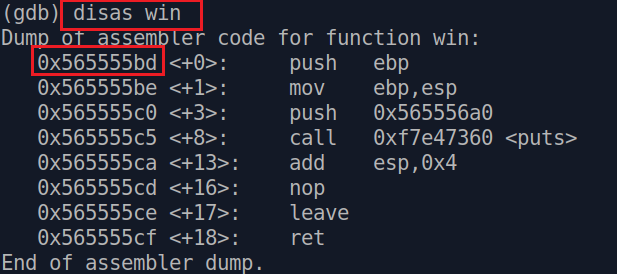 (gdb) disas win
Dump of assembler code for function win:
   0x565555bd <+0>:     push   ebp
   0x565555be <+1>:     mov    ebp,esp
   0x565555c0 <+3>:     push   0x565556a0
   0x565555c5 <+8>:     call   0xf7e47360 <puts>
   0x565555ca <+13>:    add    esp,0x4
   0x565555cd <+16>:    nop
   0x565555ce <+17>:    leave
   0x565555cf <+18>:    ret
End of assembler dump.